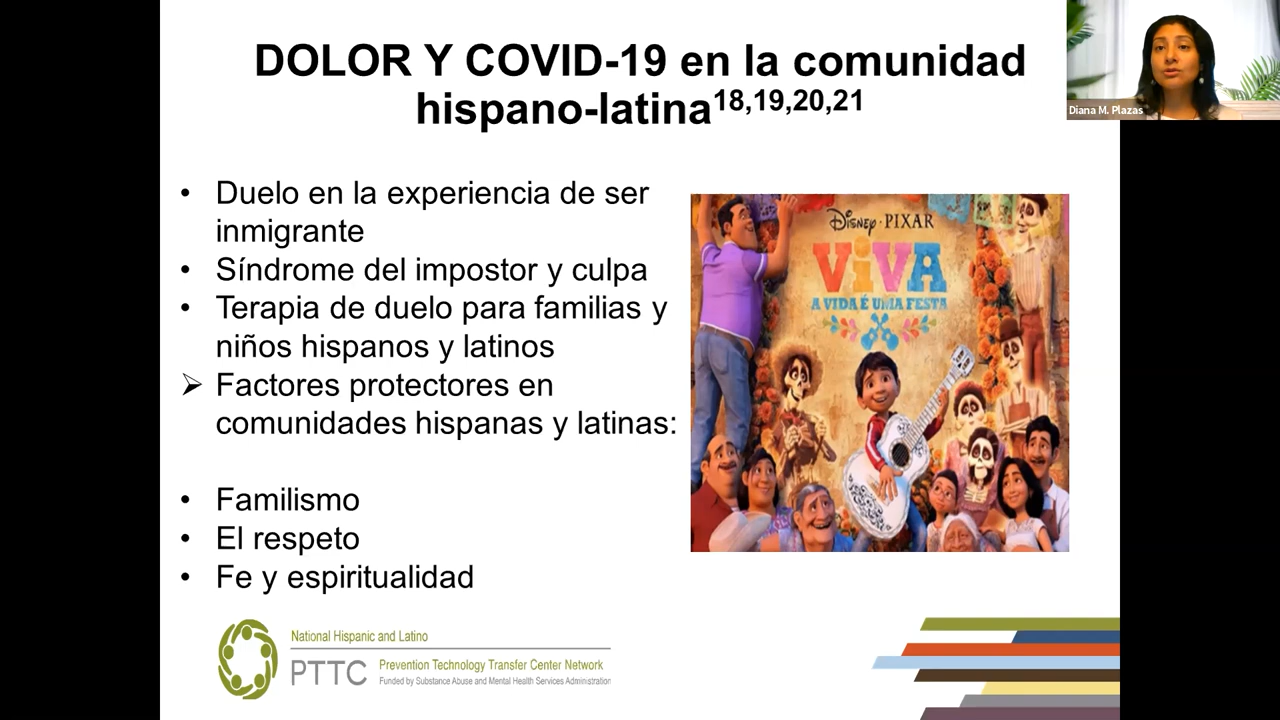 DOLOR Y COVID-19 en la comunidad
hispano-latina18,19,20,21
Diana M. Plazas
• Duelo en la experiencia de ser
inmigrante
• Síndrome del impostor y culpa
• Terapia de duelo para familias y
niños hispanos y latinos
➢ Factores protectores en
comunidades hispanas y latinas:
• Familismo
• El respeto
• Fe y espiritualidad
Disney · PIXAR
ViVA
A VIDA É UMA FESTA
National Hispanic and Latino
PTTC
Prevention Technology Transfer Center Network
Funded by Substance Abuse and Mental Health Services Administration